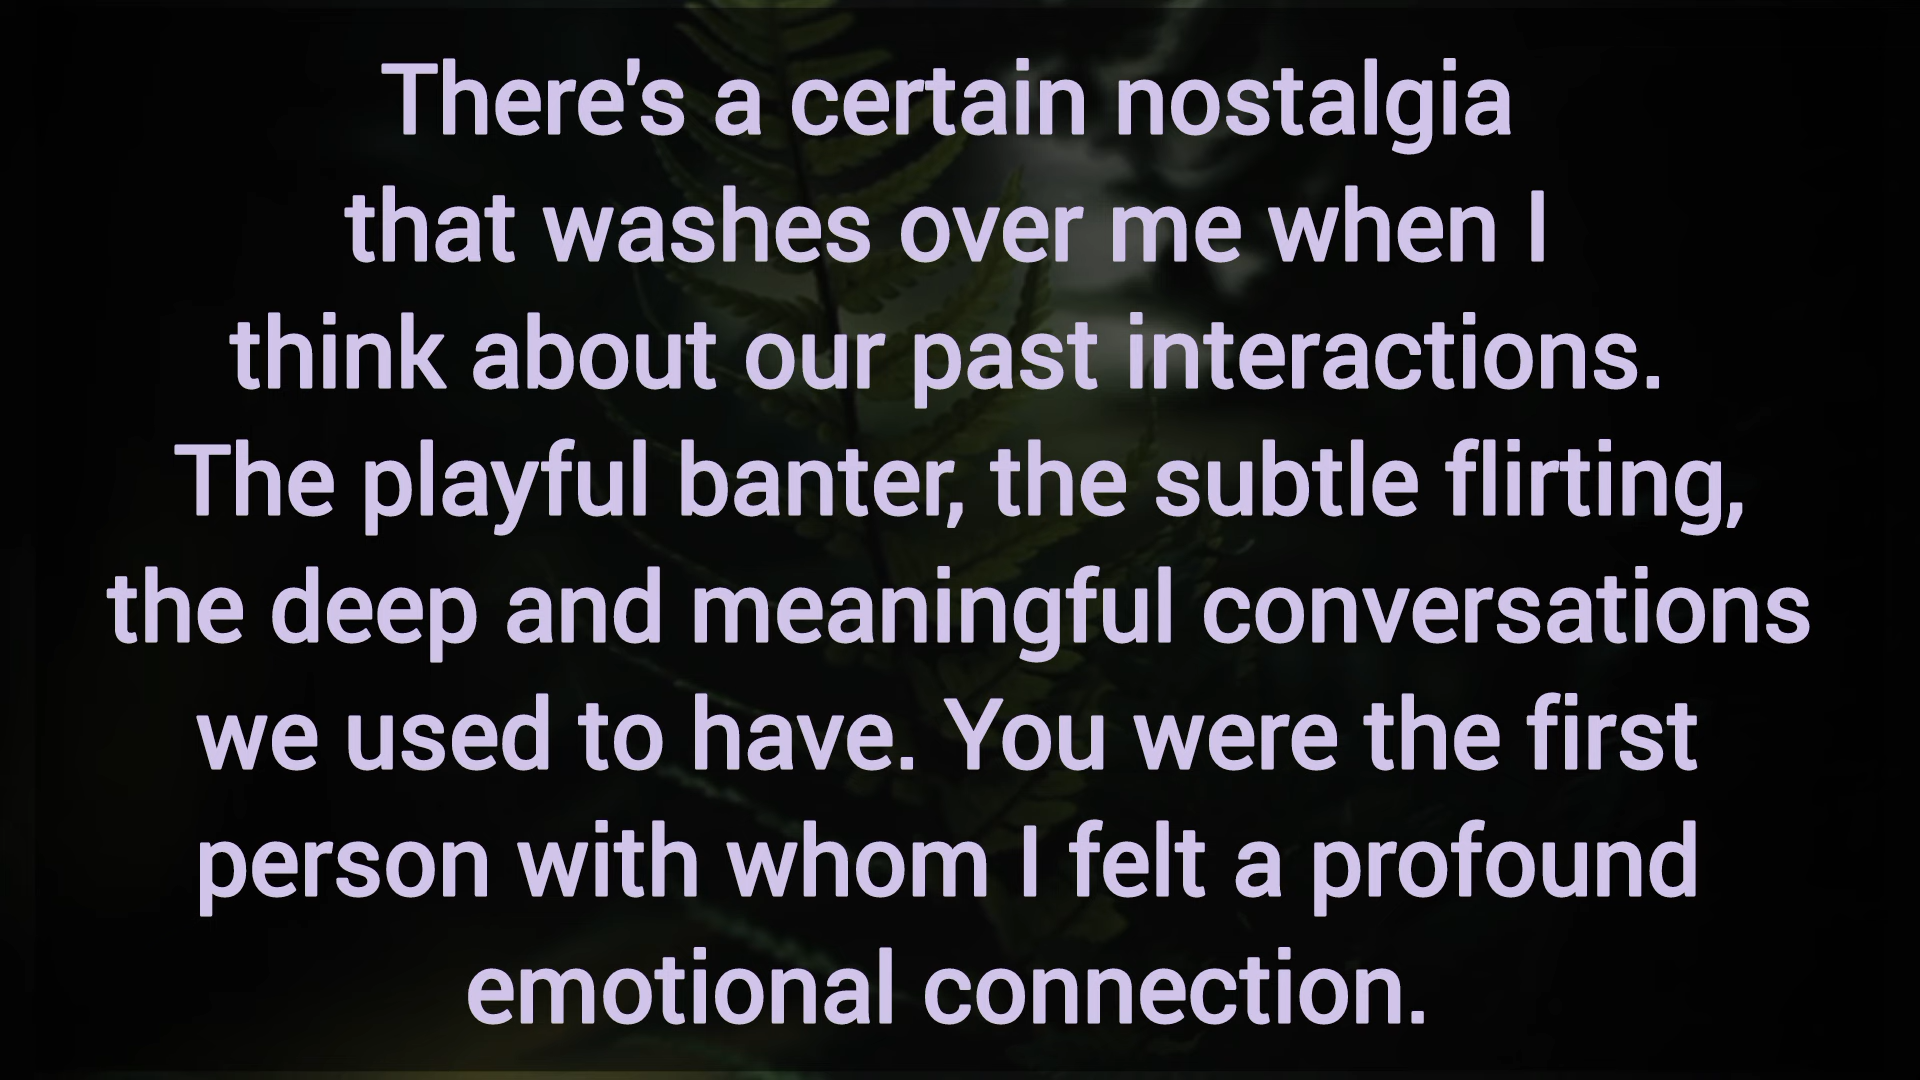 There's a certain nostalgia
that washes over me when I
think about our past interactions.
The playful banter, the subtle flirting,
the deep and meaningful conversations
we used to have. You were the first
person with whom I felt a profound
emotional connection.